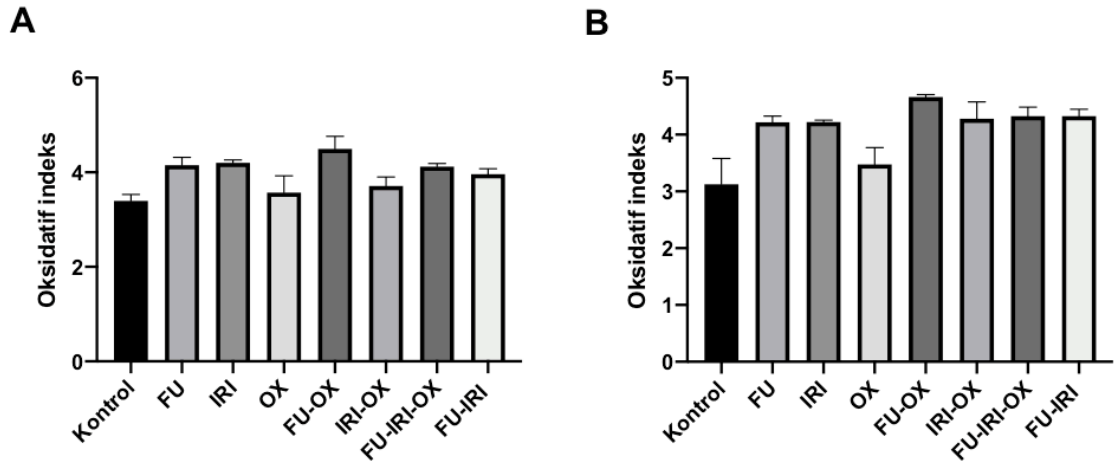 A
Oksidatif indeks
6
4
2
0
Kontrol
FU
IRI
OX
FU-OX
IRI-OX
FU-IRI-OX
FU-IRI
B
Oksidatif indeks
5
4
3
2
1
0
Kontrol
FU
IRI
OX
FU-OX
IRI-OX
FU-IRI-OX
FU-IRI